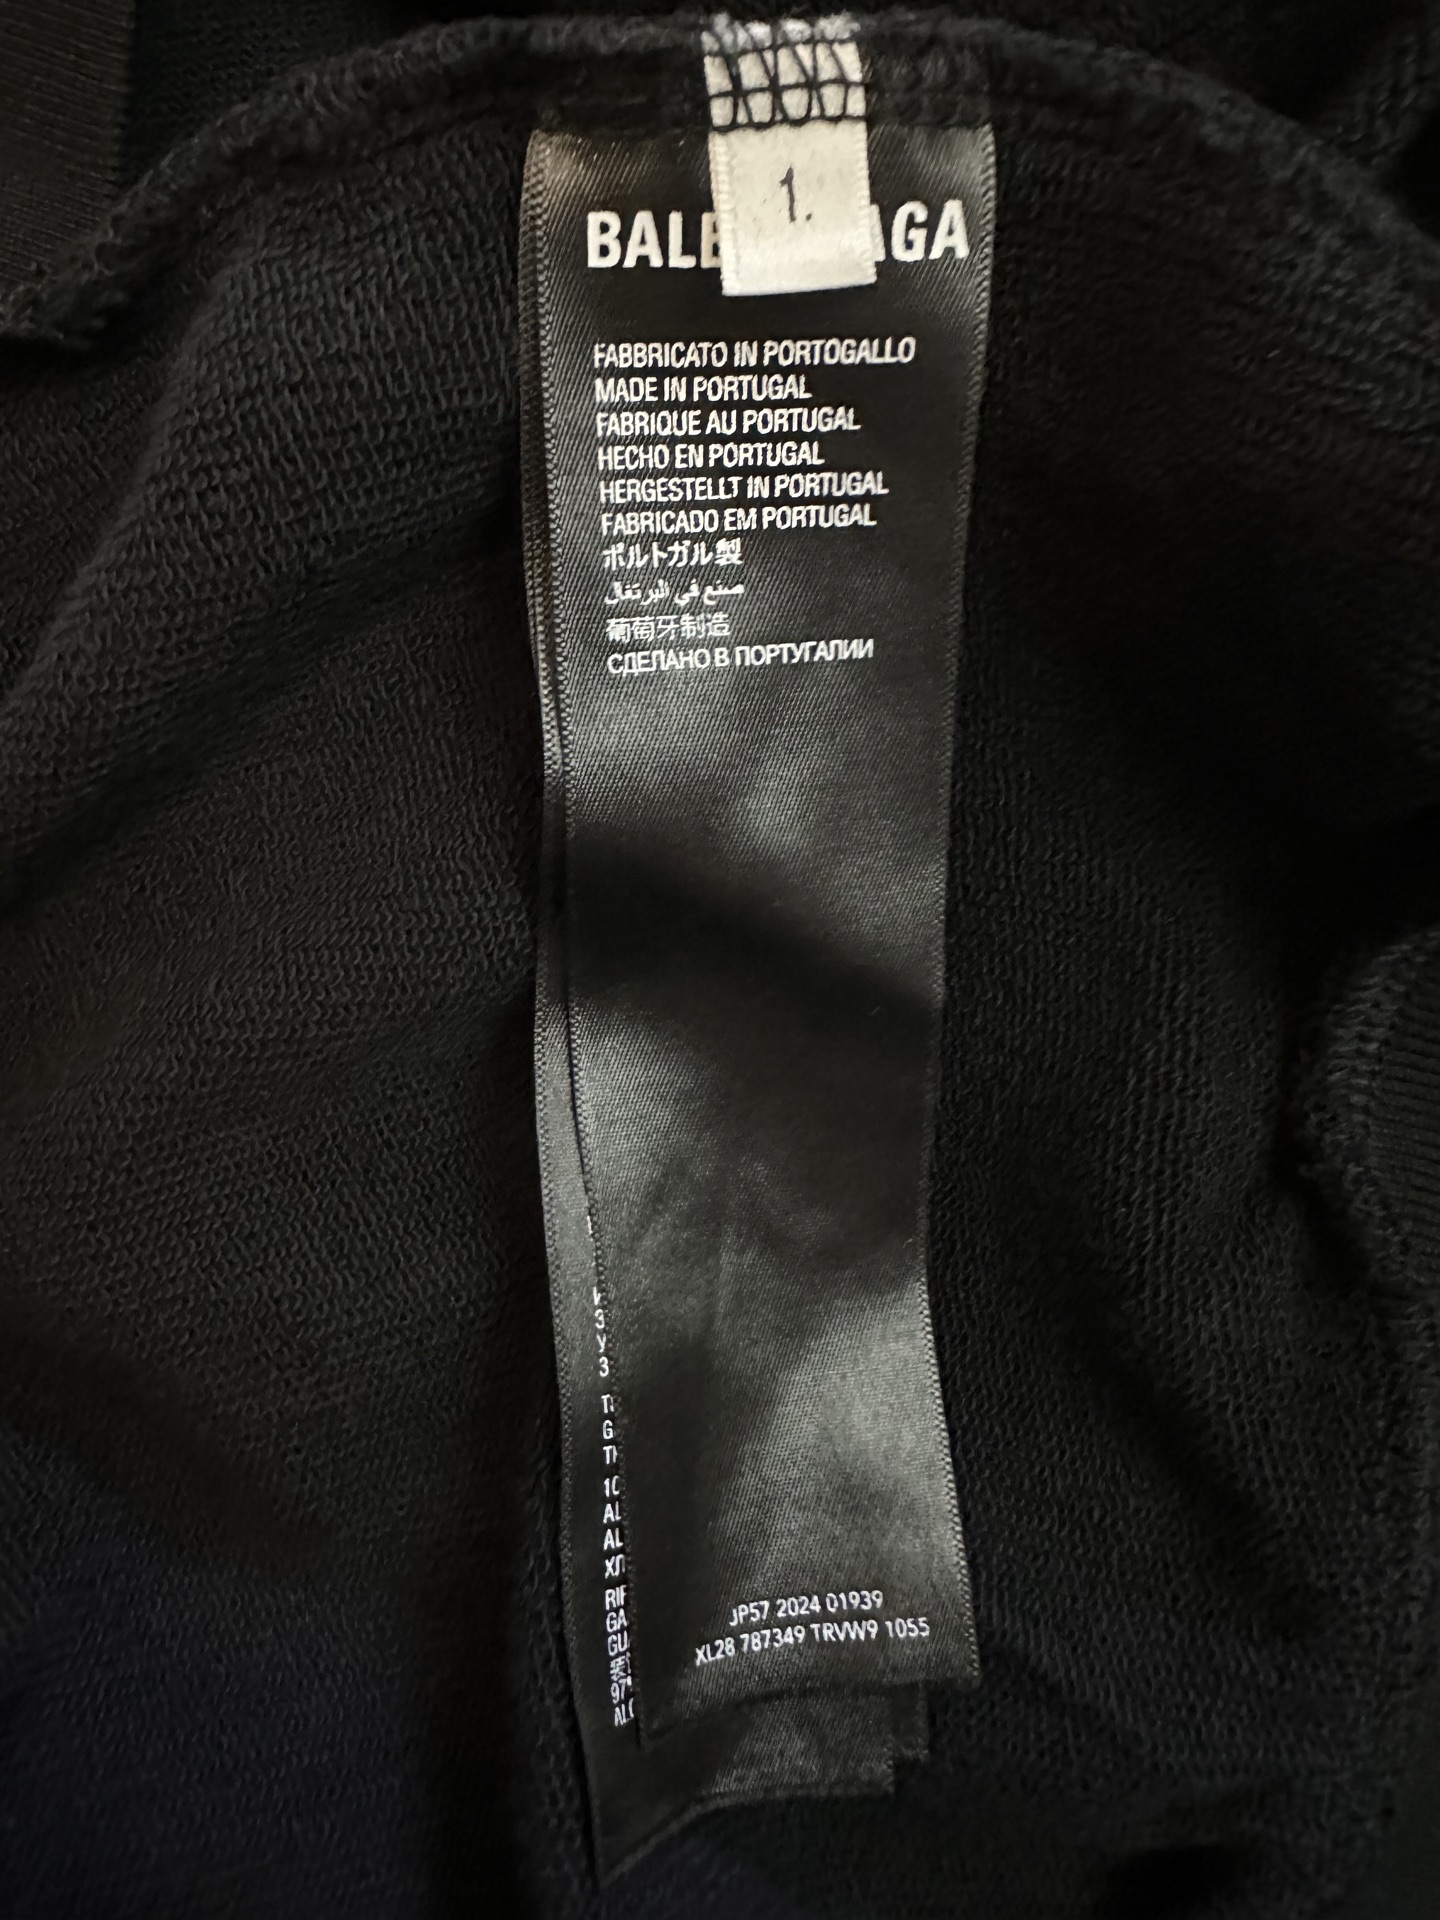 1.
FABBRICATO IN PORTOGALLO
MADE IN PORTUGAL
FABRIQUE AU PORTUGAL
HECHO EN PORTUGAL
HERGESTELLT IN PORTUGAL
FABRICADO EM PORTUGAL
ポルトガル製
صنع في البرتغال
葡萄牙制造
СДЕЛАНО В ПОРТУГАЛИИ
JP57 2024 01939
XL28 787349 TRVW9 1055